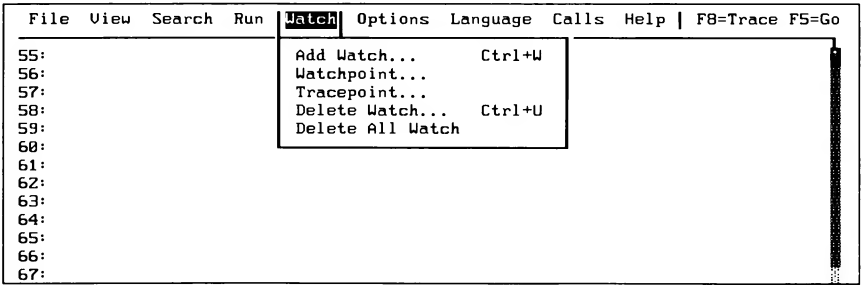 File View Search Run Watch Options Language Calls Help | F8=Trace F5=Go
55: Add Watch... Ctrl+W
56: Watchpoint...
57: Tracepoint...
58: Delete Watch... Ctrl+U
59: Delete All Watch
60:
61:
62:
63:
64:
65:
66:
67: